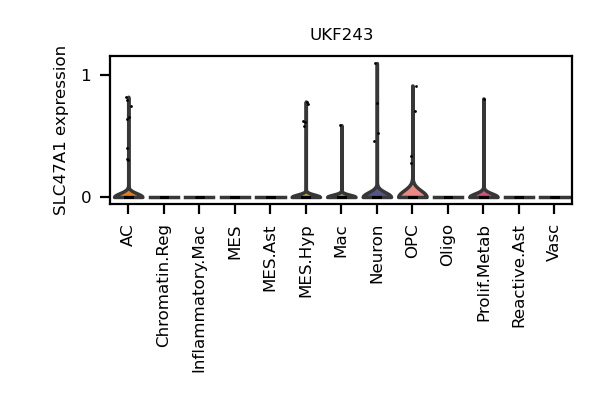 UKF243
SLC47A1 expression
1
0
AC
Chromatin.Reg
Inflammatory.Mac
MES
MES.Ast
MES.Hyp
Mac
Neuron
OPC
Oligo
Prolif.Metab
Reactive.Ast
Vasc